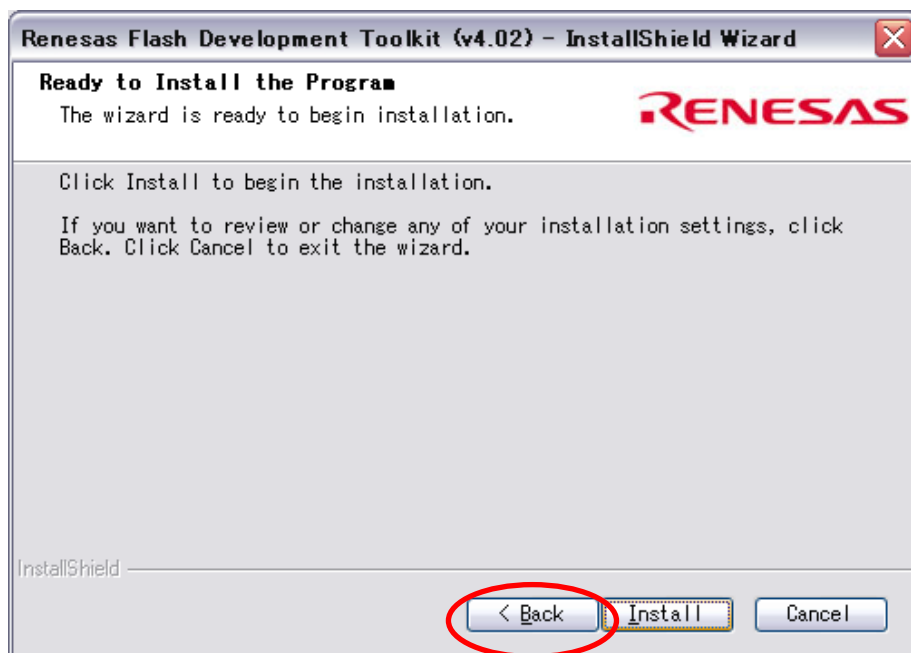 Renesas Flash Development Toolkit (v4.02) - InstallShield Wizard
Ready to Install the Program
The wizard is ready to begin installation.
RENESAS
Click Install to begin the installation.
If you want to review or change any of your installation settings, click
Back. Click Cancel to exit the wizard.
InstallShield
< Back
Install
Cancel